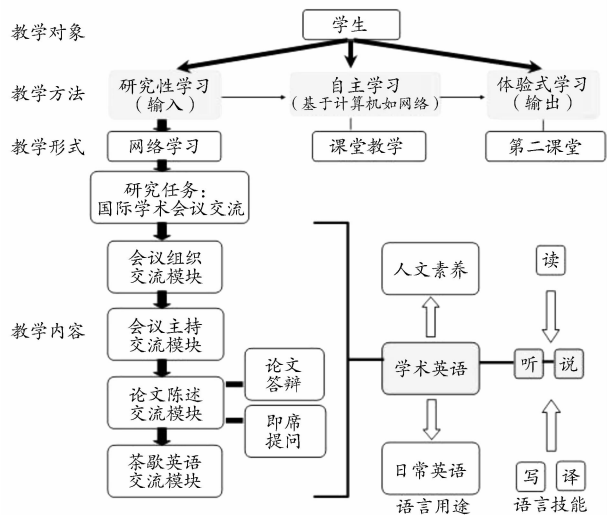 教学对象
学生
教学方法
研究性学习
（输入）
自主学习
（基于计算机如网络）
体验式学习
（输出）
教学形式
网络学习
课堂教学
第二课堂
研究任务：
国际学术会议交流
教学内容
会议组织
交流模块
会议主持
交流模块
论文陈述
交流模块
茶歇英语
交流模块
论文
答辩
即席
提问
人文素养
学术英语
日常英语
语言用途
读
听
说
写
译
语言技能